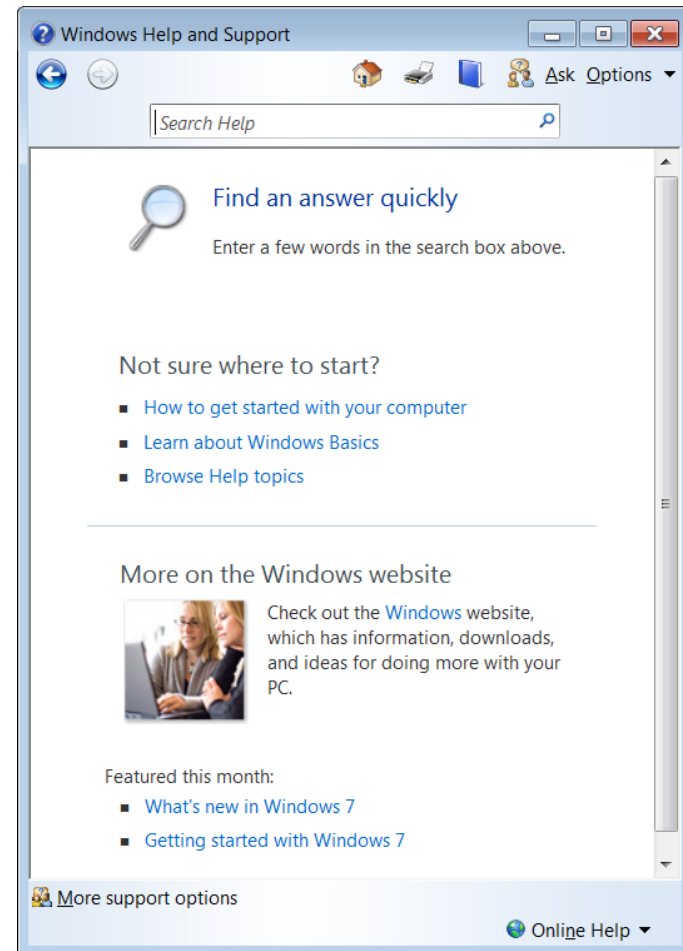 Windows Help and Support
Ask Options
Search Help
Find an answer quickly
Enter a few words in the search box above.
Not sure where to start?
How to get started with your computer
Learn about Windows Basics
Browse Help topics
More on the Windows website
Check out the Windows website,
which has information, downloads,
and ideas for doing more with your
PC.
Featured this month:
What's new in Windows 7
Getting started with Windows 7
More support options
Online Help